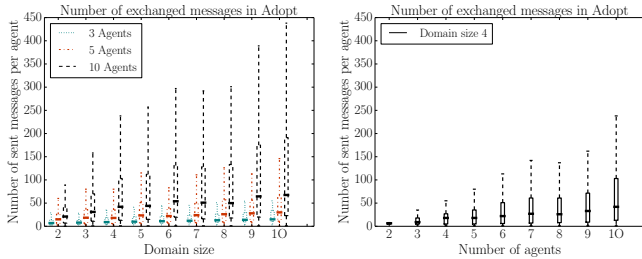 Number of exchanged messages in Adopt
Number of sent messages per agent
450
400
350
300
250
200
150
100
50
0
3 Agents
5 Agents
10 Agents
2 3 4 5 6 7 8 9 10
Domain size
Number of exchanged messages in Adopt
Number of sent messages per agent
450
400
350
300
250
200
150
100
50
0
Domain size 4
2 3 4 5 6 7 8 9 10
Number of agents